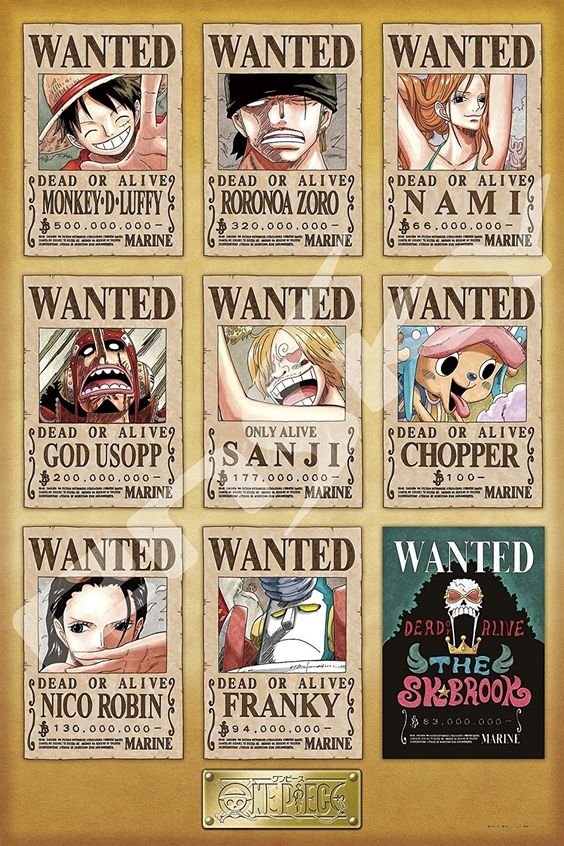 WANTED
DEAD OR ALIVE
MONKEY·D·LUFFY
500,000,000-
MARINE
WANTED
DEAD OR ALIVE
RORONOA ZORO
320,000,000-
MARINE
WANTED
DEAD OR ALIVE
NAMI
66,000,000-
MARINE
WANTED
DEAD OR ALIVE
GOD USOPP
200,000,000-
MARINE
WANTED
ONLY ALIVE
SANJI
177,000,000-
MARINE
WANTED
DEAD OR ALIVE
CHOPPER
100-
MARINE
WANTED
DEAD OR ALIVE
NICO ROBIN
130,000,000-
MARINE
WANTED
DEAD OR ALIVE
FRANKY
94,000,000-
MARINE
WANTED
DEAD OR ALIVE
THE
SK★BROOK
83,000,000-
MARINE
ワンピース
ONE PIECE